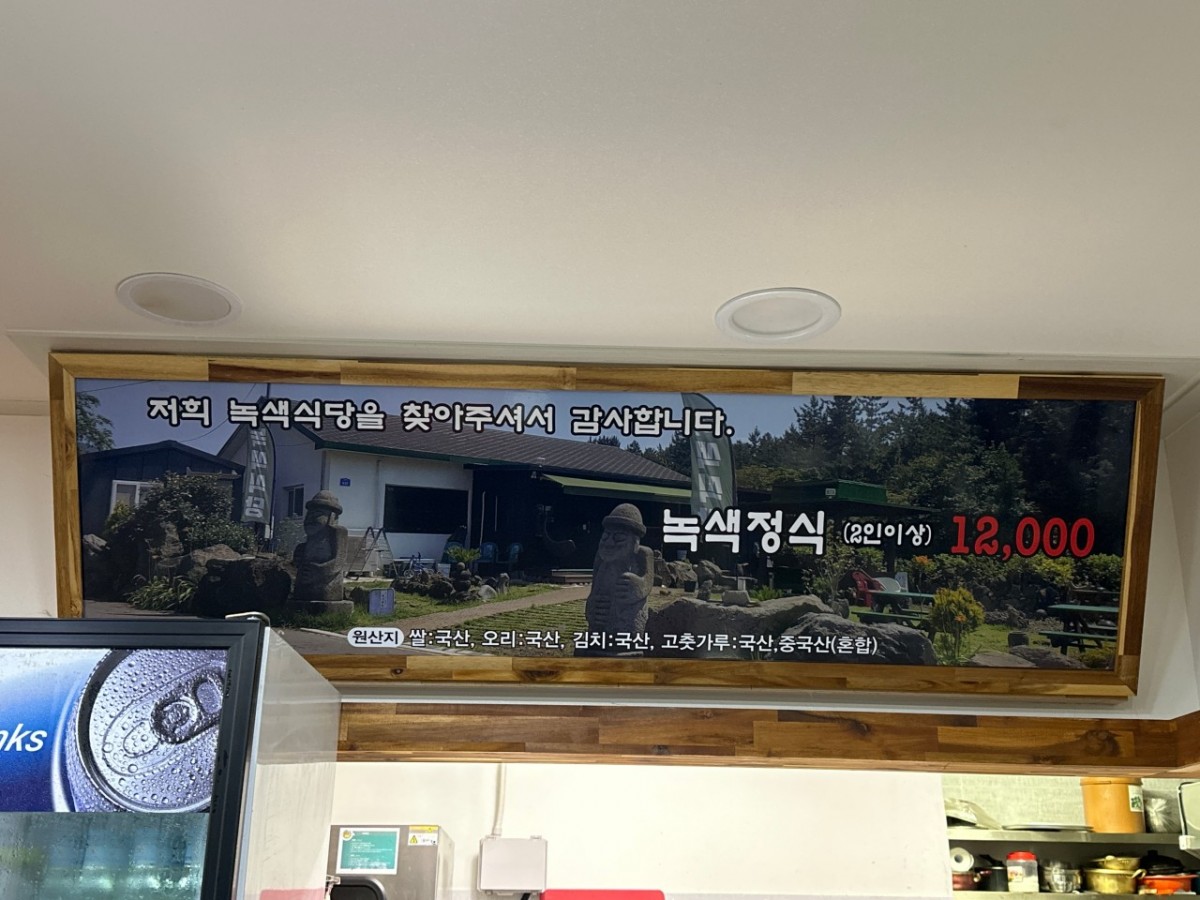 저희 녹색식당을 찾아주셔서 감사합니다.
녹색정식 (2인이상) 12,000
원산지 쌀:국산, 오리:국산, 김치:국산, 고춧가루:국산,중국산(혼합)
nks